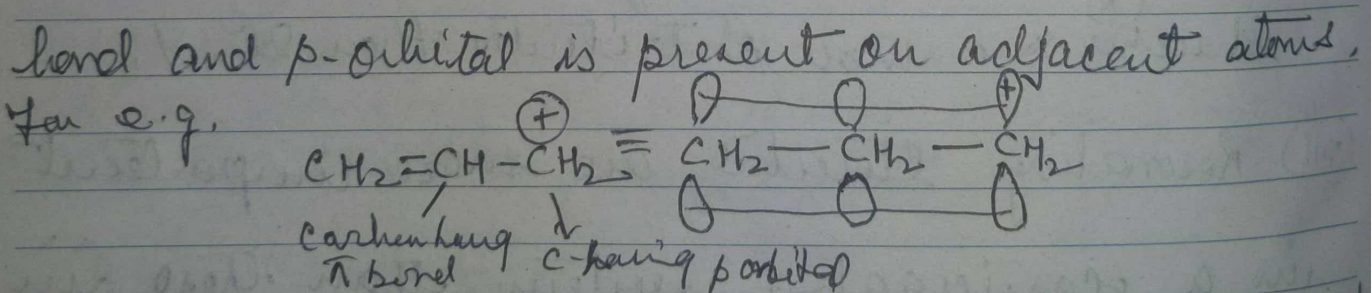 bond and p-orbital is present on adjacent atoms.
For e.g.
CH₂=CH-CH₂ ≡ CH₂—CH₂—CH₂
⊕ +
carbon having C-having p orbital
π bond